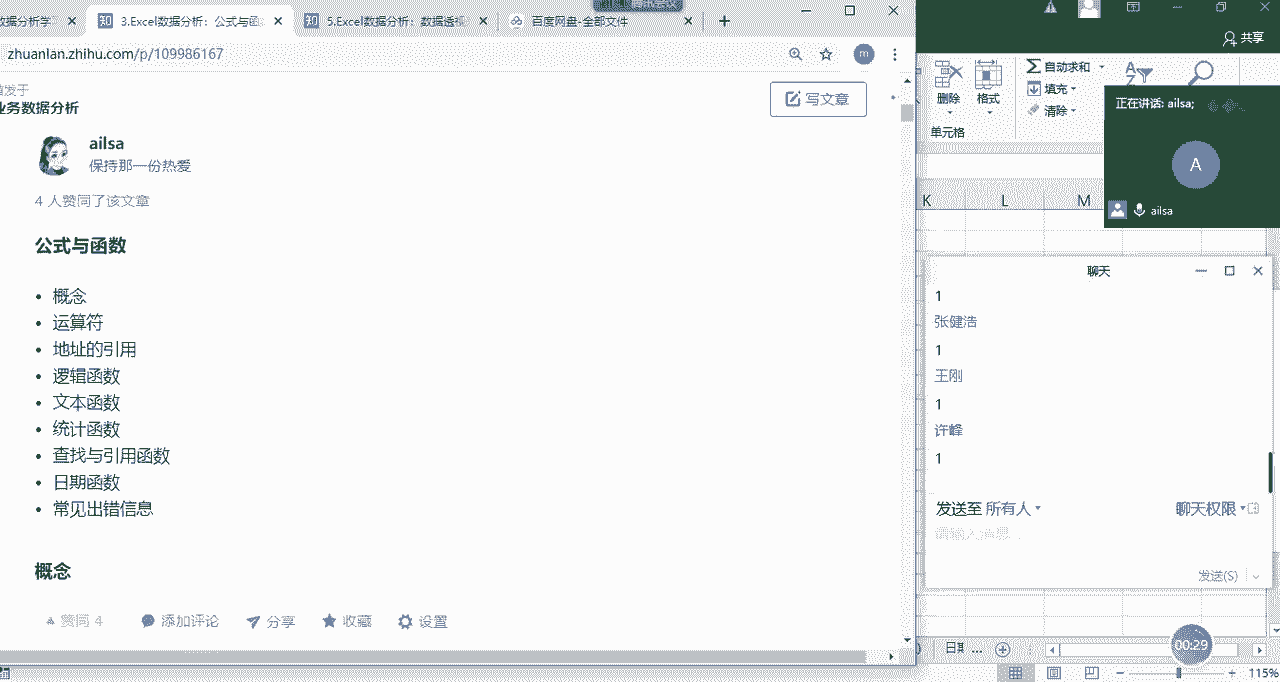 数据分析学
3.Excel数据分析：公式与函
5.Excel数据分析：数据透视
百度网盘-全部文件
腾讯会议
zhuanlan.zhihu.com/p/109986167
m
发于
业务数据分析
写文章
ailsa
保持那一份热爱
4 人赞同了该文章
公式与函数
概念
运算符
地址的引用
逻辑函数
文本函数
统计函数
查找与引用函数
日期函数
常见出错信息
概念
赞同 4
添加评论
分享
收藏
设置
共享
删除
格式
自动求和
填充
清除
单元格
正在讲话: ailsa;
A
ailsa
K
L
M
聊天
1
张健浩
1
王刚
1
许峰
1
发送至 所有人
聊天权限
发送(S)
日期 ...
00:29
115%